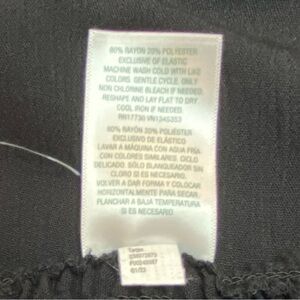 80% RAYON 20% POLYESTER
EXCLUSIVE OF ELASTIC
MACHINE WASH COLD WITH LIKE
COLORS. GENTLE CYCLE. ONLY
NON CHLORINE BLEACH IF NEEDED.
RESHAPE AND LAY FLAT TO DRY
COOL IRON IF NEEDED.
RN17730 VN1345353
80% RAYON 20% POLIÉSTER
EXCLUSIVO DE ELÁSTICO
LAVAR A MÁQUINA CON AGUA FRÍA
CON COLORES SIMILARES. CICLO
DELICADO. SÓLO BLANQUEADOR SIN
CLORO SI ES NECESARIO.
VOLVER A DAR FORMA Y COLOCAR
HORIZONTALMENTE PARA SECAR,
PLANCHAR A BAJA TEMPERATURA
SI ES NECESARIO